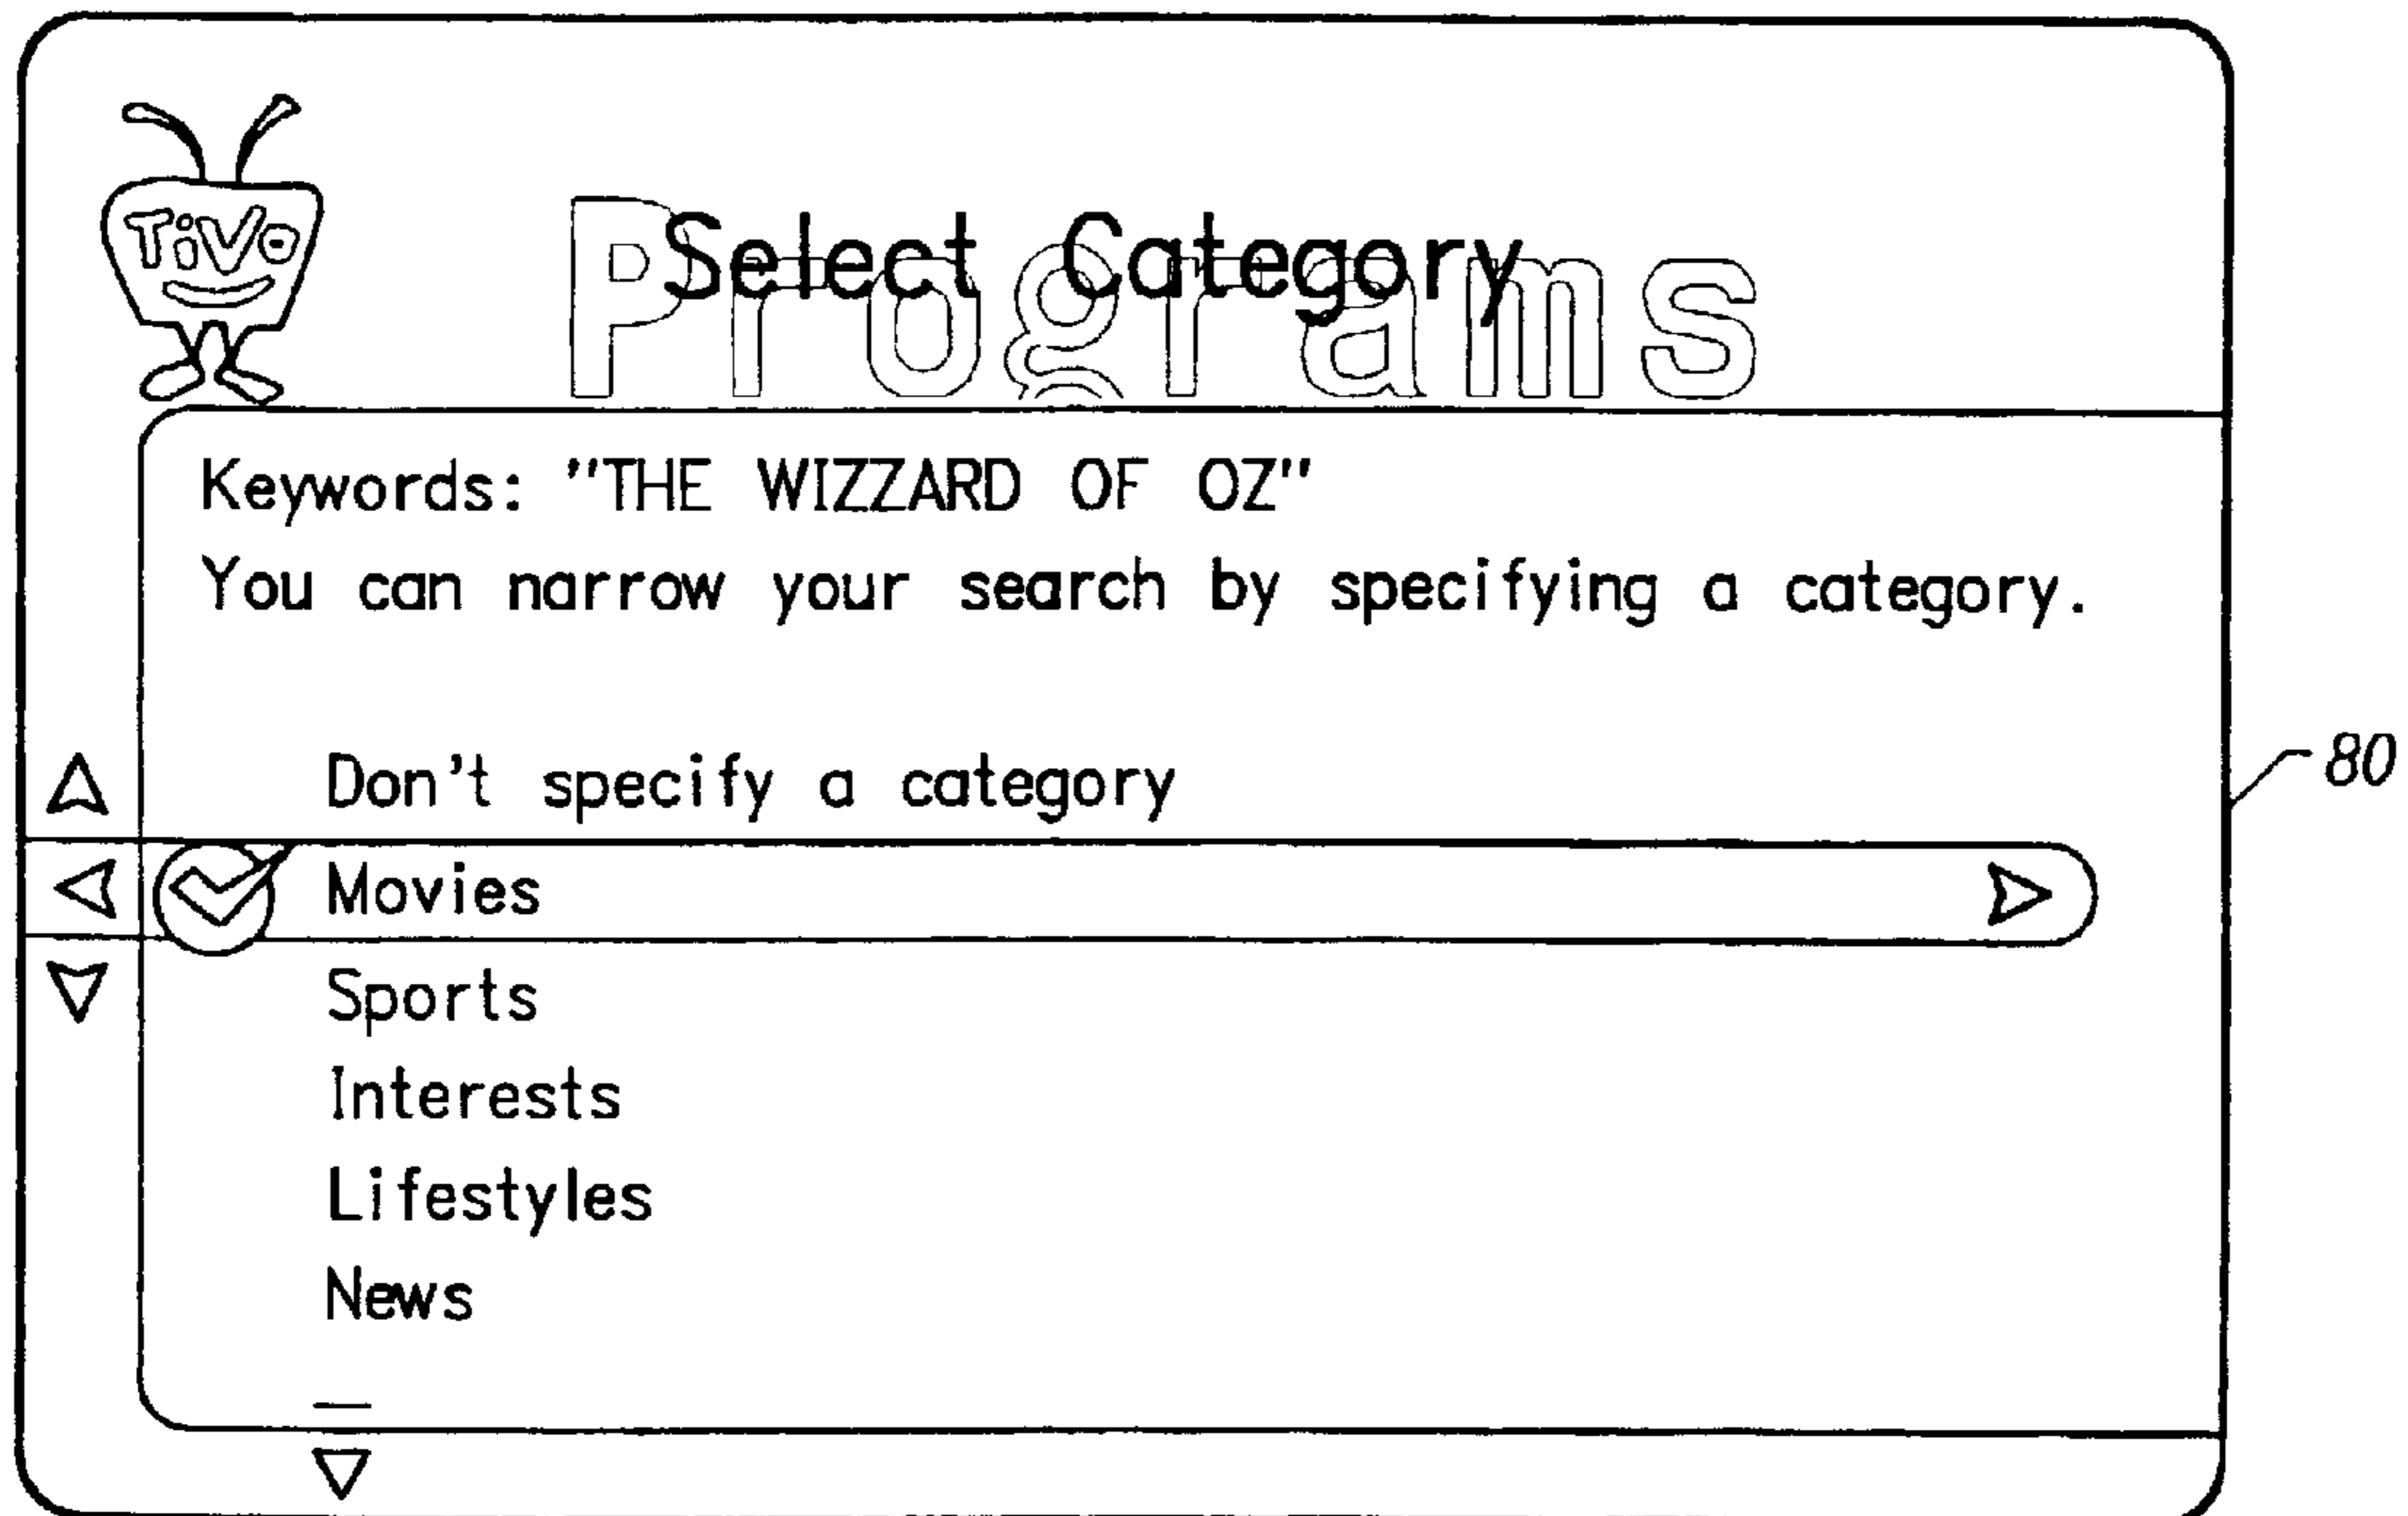 TiVo
Programs
Select Category
Keywords: "THE WIZZARD OF OZ"
You can narrow your search by specifying a category.
Don't specify a category
80
Movies
Sports
Interests
Lifestyles
News